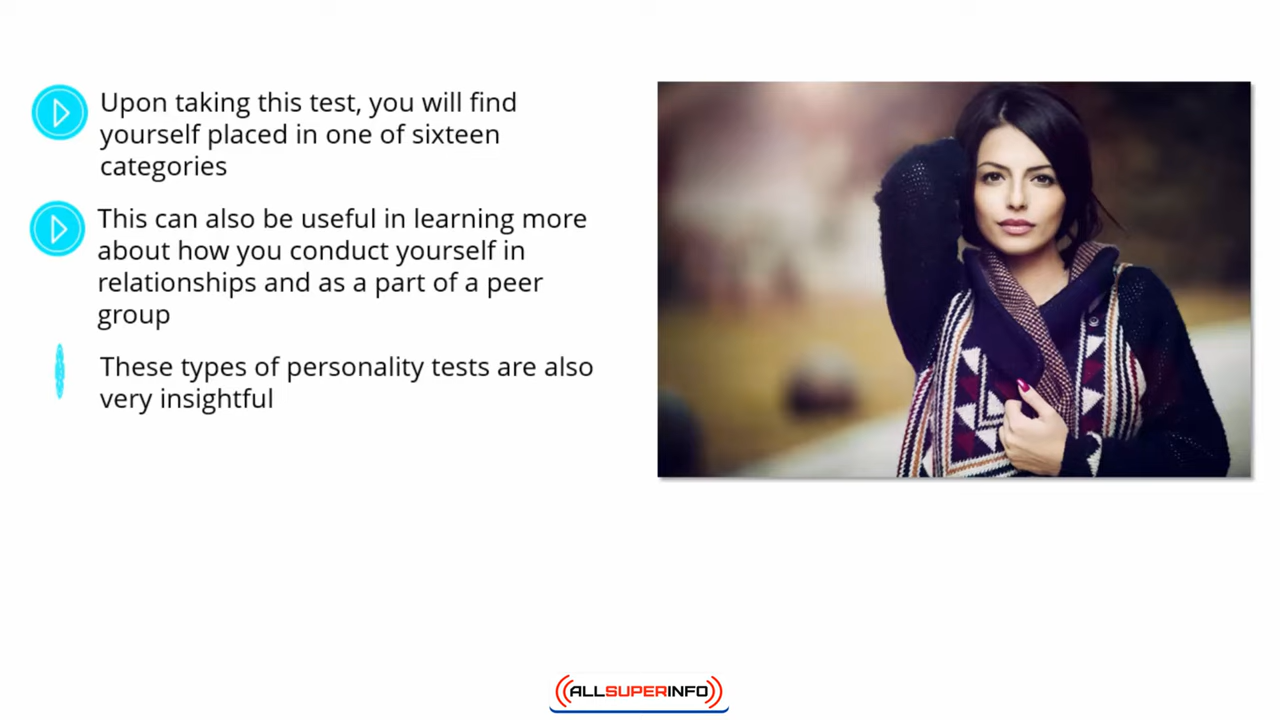 Upon taking this test, you will find
yourself placed in one of sixteen
categories
This can also be useful in learning more
about how you conduct yourself in
relationships and as a part of a peer
group
These types of personality tests are also
very insightful
ALLSUPERINFO